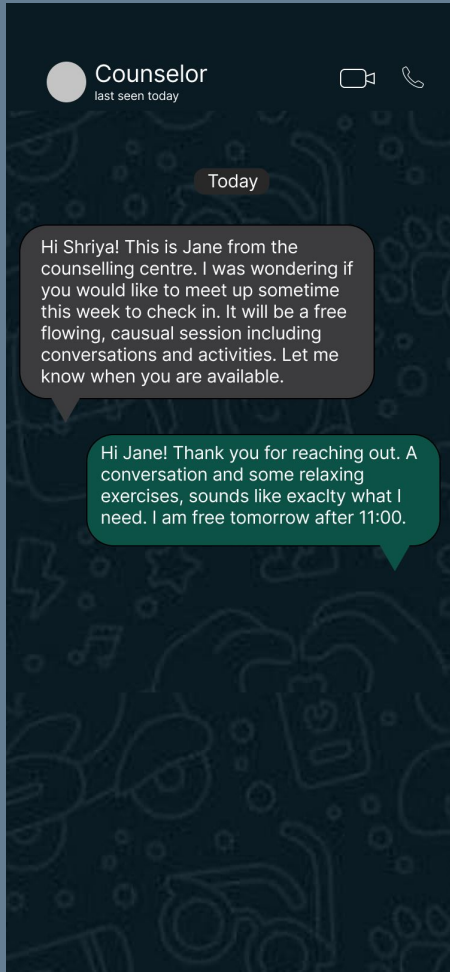 Counselor
last seen today
Today
Hi Shriya! This is Jane from the
counselling centre. I was wondering if
you would like to meet up sometime
this week to check in. It will be a free
flowing, causual session including
conversations and activities. Let me
know when you are available.
Hi Jane! Thank you for reaching out. A
conversation and some relaxing
exercises, sounds like exaclty what I
need. I am free tomorrow after 11:00.